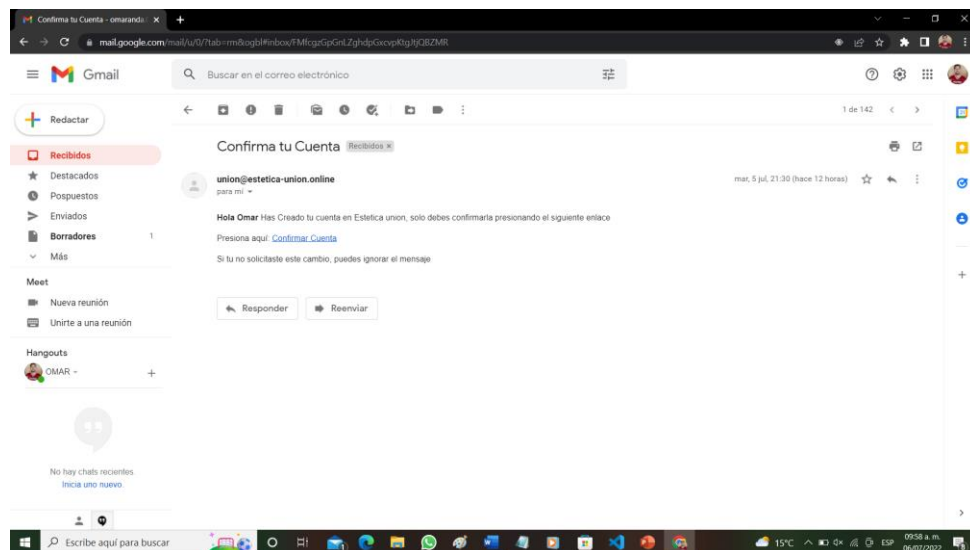 Confirma tu Cuenta - omaranda
mail.google.com/mail/u/0/?tab=rm&ogbl#inbox/FMfcgzGpGnLZghdpGxcvpKtgJtjQBZMR
Gmail
Buscar en el correo electrónico
Redactar
1 de 142
Recibidos
Destacados
Pospuestos
Enviados
Borradores 1
Más
Confirma tu Cuenta Recibidos x
union@estetica-union.online
mar, 5 jul, 21:30 (hace 12 horas)
para mí
Hola Omar Has Creado tu cuenta en Estetica union, solo debes confirmarla presionando el siguiente enlace
Presiona aquí: Confirmar Cuenta
Si tu no solicitaste este cambio, puedes ignorar el mensaje
Responder
Reenviar
Meet
Nueva reunión
Unirte a una reunión
Hangouts
OMAR
No hay chats recientes
Inicia uno nuevo
Escribe aquí para buscar
15°C
ESP
09:58 a. m.
06/07/2022